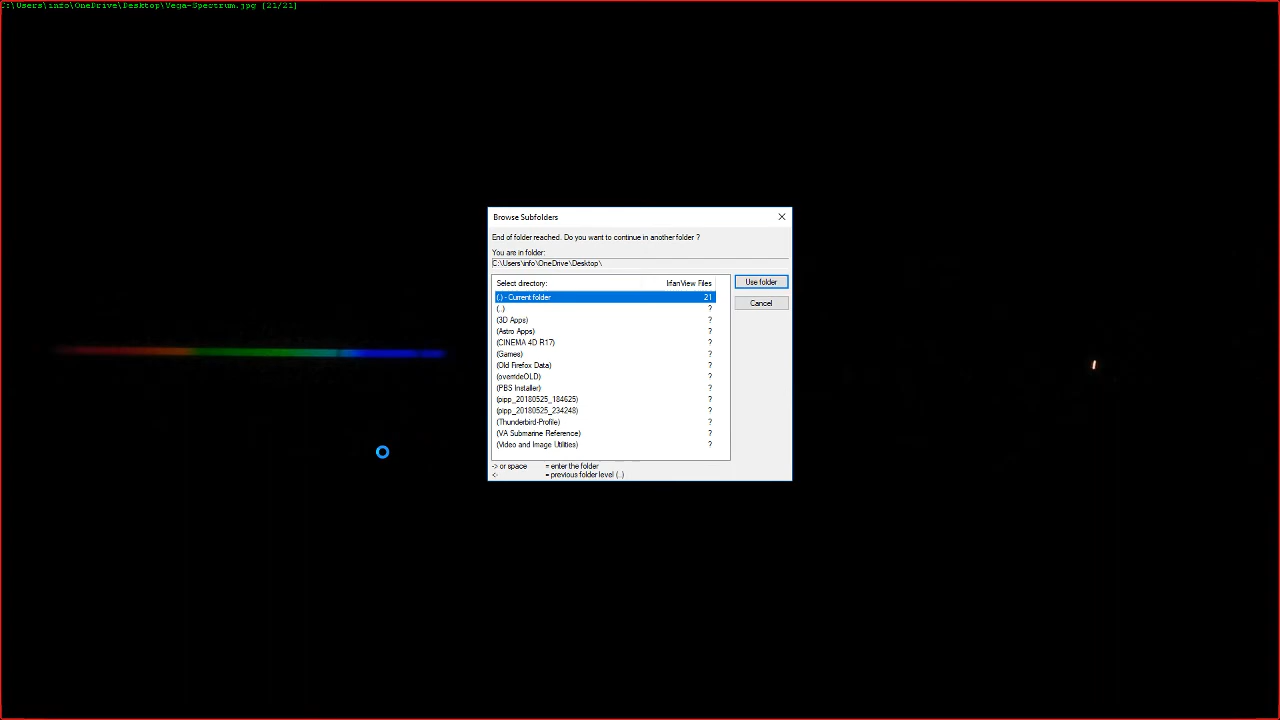 C:\Users\info\OneDrive\Desktop\Vega-Spectrum.jpg [21/21]
Browse Subfolders
End of folder reached. Do you want to continue in another folder ?
You are in folder:
C:\Users\info\OneDrive\Desktop\
Select directory: IrfanView Files
(.) - Current folder 21
(..) ?
(3D Apps) ?
(Astro Apps) ?
(CINEMA 4D R17) ?
(Games) ?
(Old Firefox Data) ?
(overrideOLD) ?
(PBS Installer) ?
(pipp_20180525_184625) ?
(pipp_20180525_234248) ?
(Thunderbird-Profile) ?
(VA Submarine Reference) ?
(Video and Image Utilities) ?
Use folder
Cancel
-> or space = enter the folder
<- = previous folder level (..)